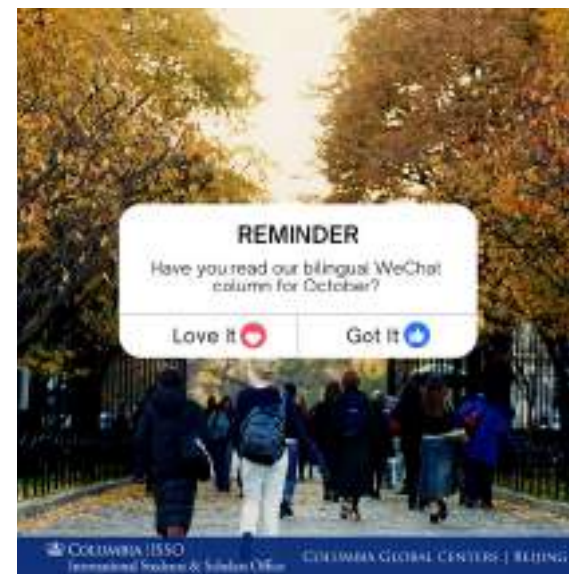 REMINDER
Have you read our bilingual WeChat
column for October?
Love It
Got It
COLUMBIA | ISSO
International Students & Scholars Office
COLUMBIA GLOBAL CENTERS | BEIJING